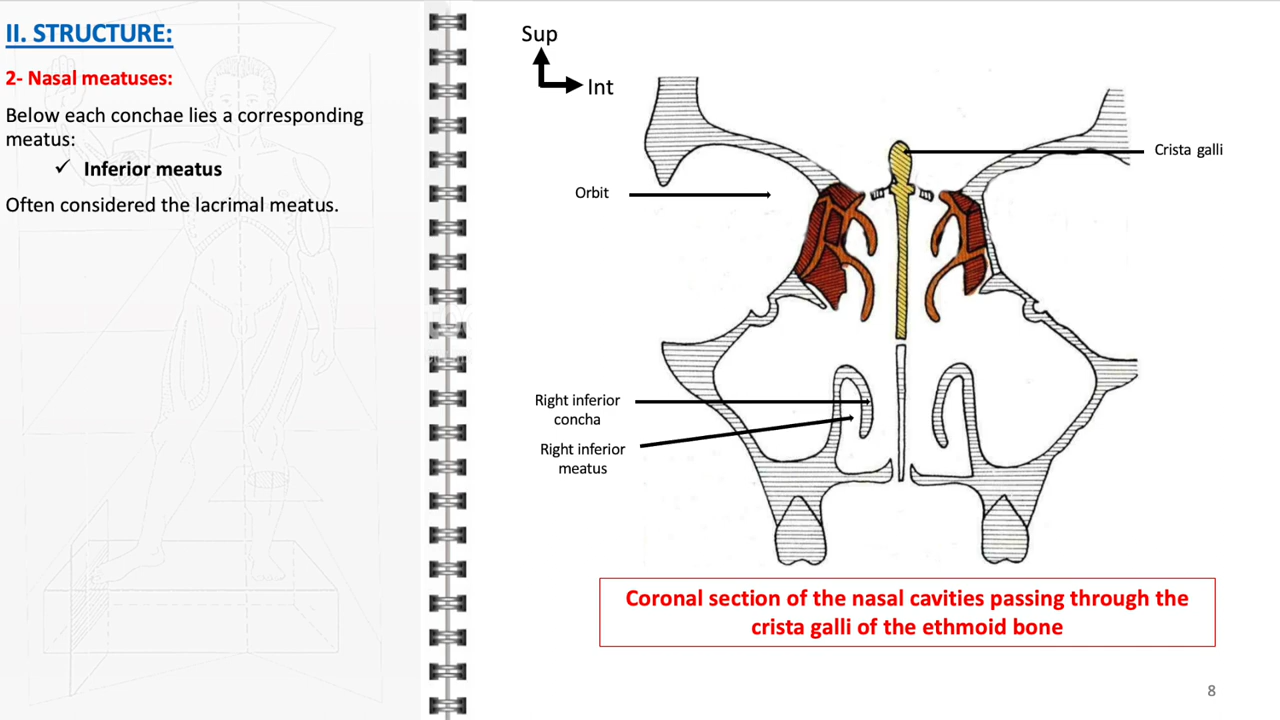 II. STRUCTURE:
2- Nasal meatuses:
Below each conchae lies a corresponding
meatus:
✓ Inferior meatus
Often considered the lacrimal meatus.
Sup
Int
Crista galli
Orbit
Right inferior
concha
Right inferior
meatus
Coronal section of the nasal cavities passing through the
crista galli of the ethmoid bone
8